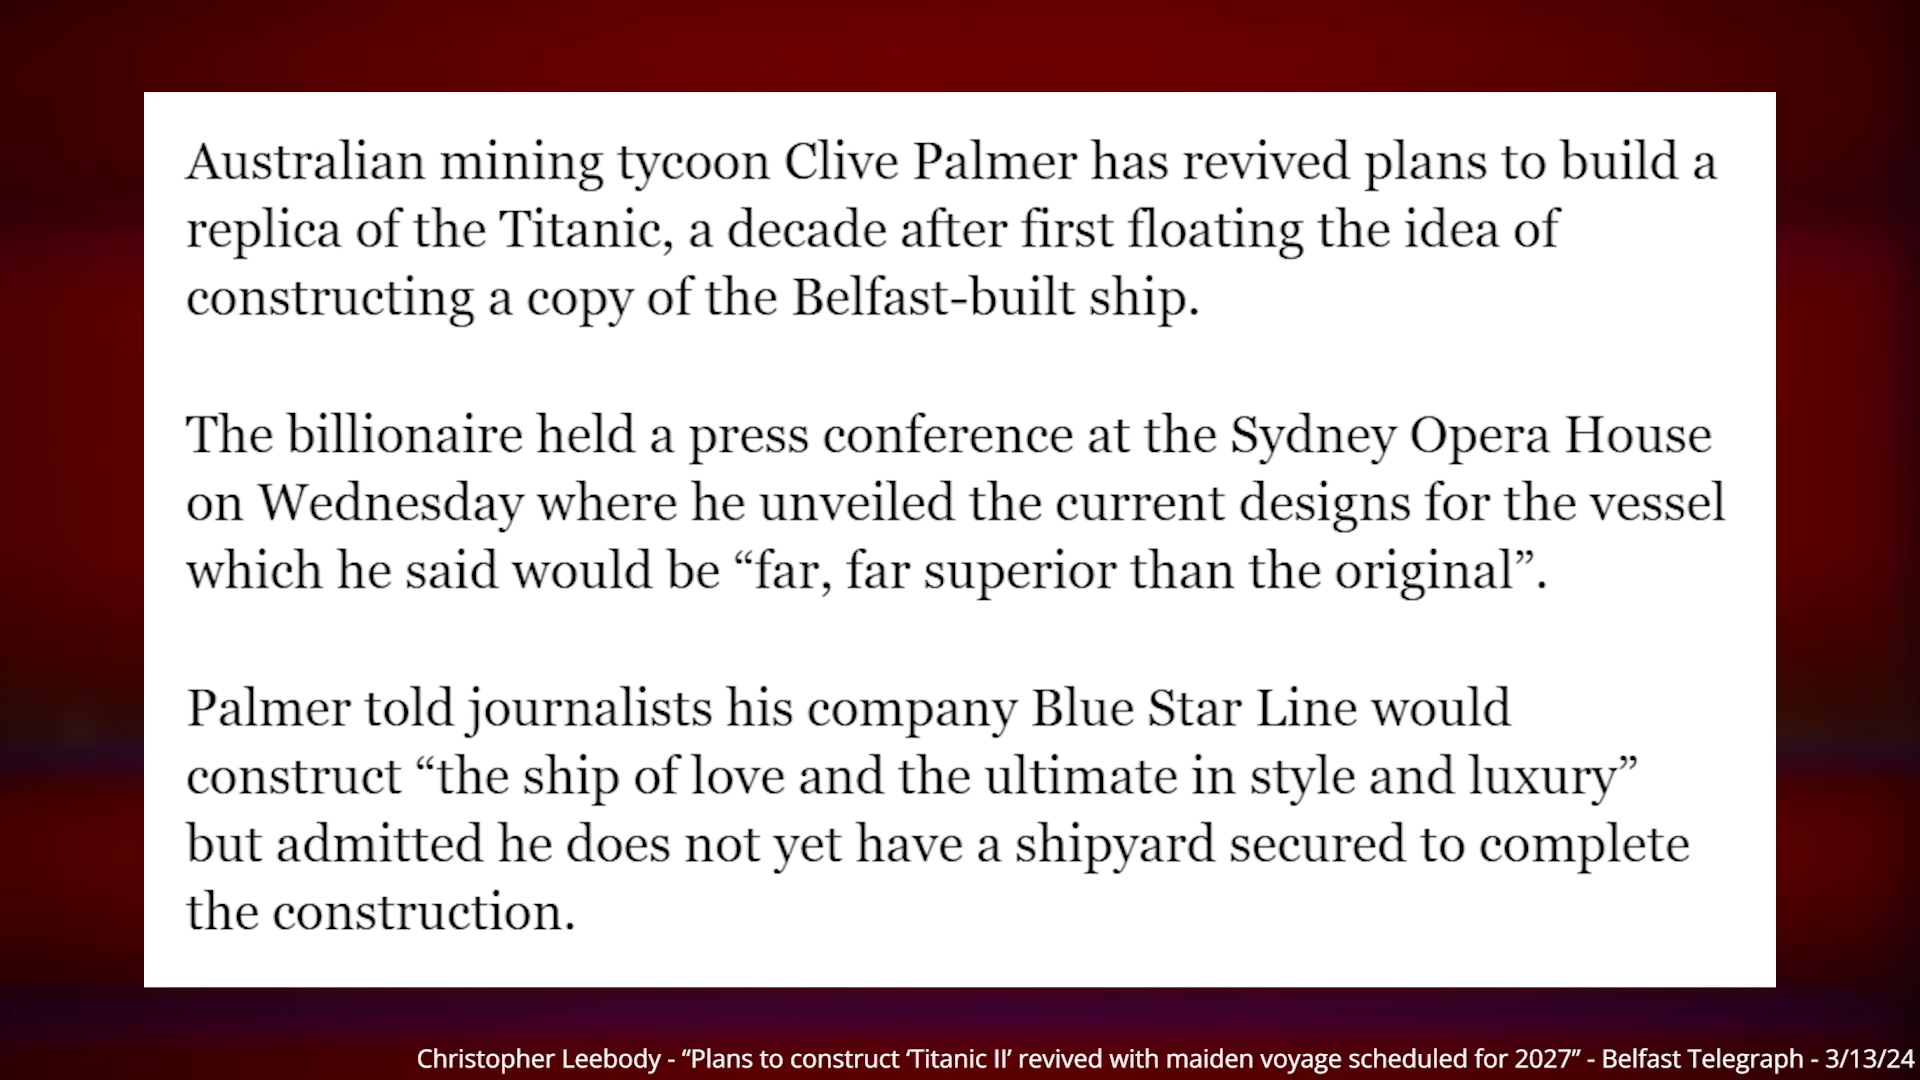 Australian mining tycoon Clive Palmer has revived plans to build a
replica of the Titanic, a decade after first floating the idea of
constructing a copy of the Belfast-built ship.
The billionaire held a press conference at the Sydney Opera House
on Wednesday where he unveiled the current designs for the vessel
which he said would be “far, far superior than the original”.
Palmer told journalists his company Blue Star Line would
construct “the ship of love and the ultimate in style and luxury”
but admitted he does not yet have a shipyard secured to complete
the construction.
Christopher Leebody - “Plans to construct ‘Titanic II’ revived with maiden voyage scheduled for 2027” - Belfast Telegraph - 3/13/24